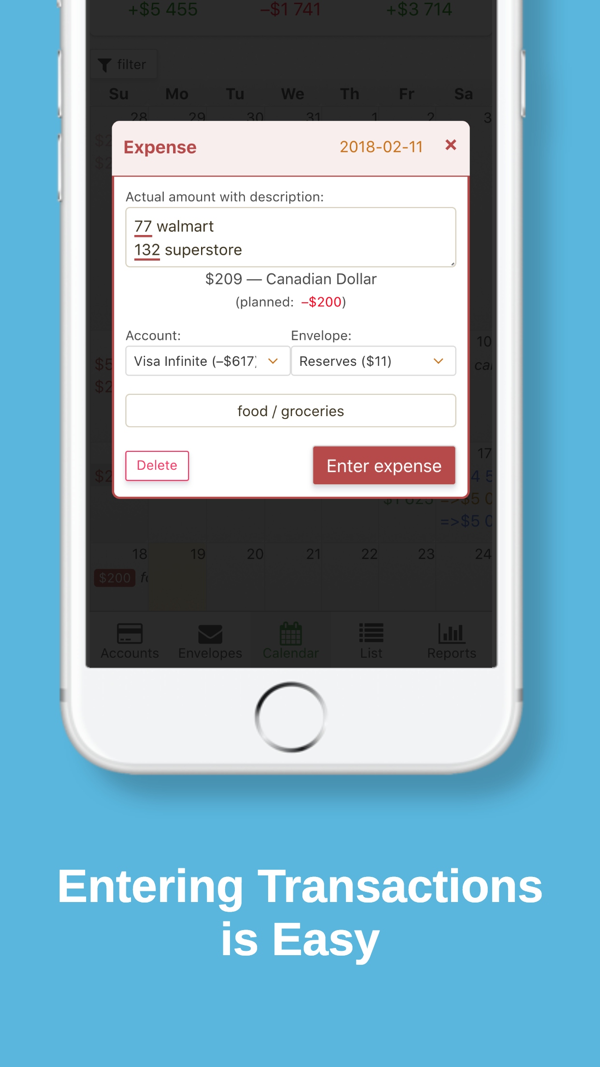 +$5 455 –$1 741 +$3 714
filter
Su Mo Tu We Th Fr Sa
28 29 30 31 1 2 3
Expense 2018-02-11 ×
Actual amount with description:
77 walmart
132 superstore
$209 — Canadian Dollar
(planned: –$200)
Account: Envelope:
Visa Infinite (–$617) Reserves ($11)
10
food / groceries
17
Delete Enter expense
=>$5 0
18 19 20 21 22 23 24
$200
Accounts Envelopes Calendar List Reports
Entering Transactions
is Easy